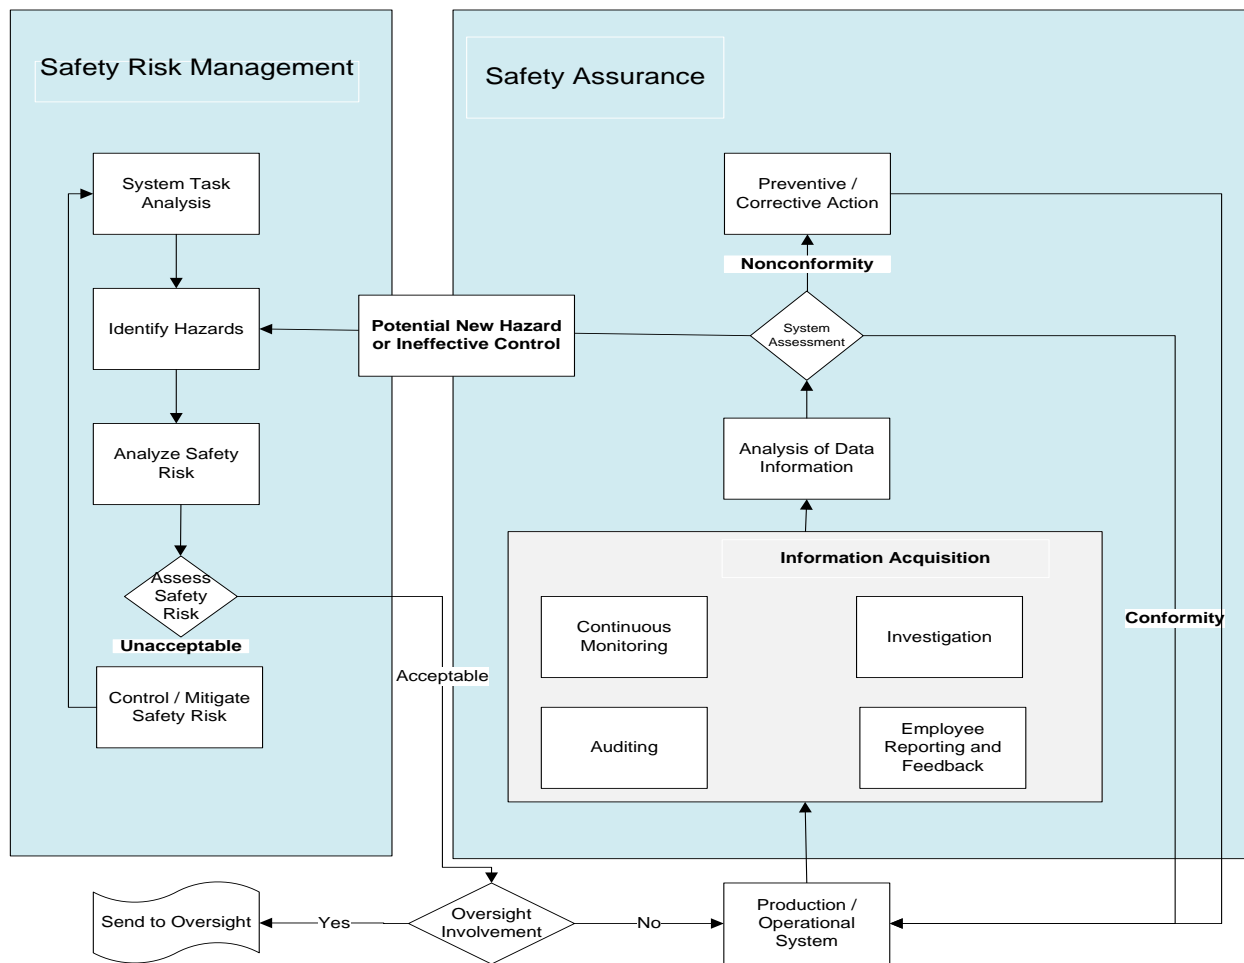 Safety Risk Management
System Task
Analysis
Identify Hazards
Analyze Safety
Risk
Assess
Safety
Risk
Unacceptable
Control / Mitigate
Safety Risk
Acceptable
Potential New Hazard
or Ineffective Control
Safety Assurance
Preventive /
Corrective Action
Nonconformity
System
Assessment
Analysis of Data
Information
Information Acquisition
Continuous
Monitoring
Investigation
Auditing
Employee
Reporting and
Feedback
Conformity
Send to Oversight
Yes
Oversight
Involvement
No
Production /
Operational
System